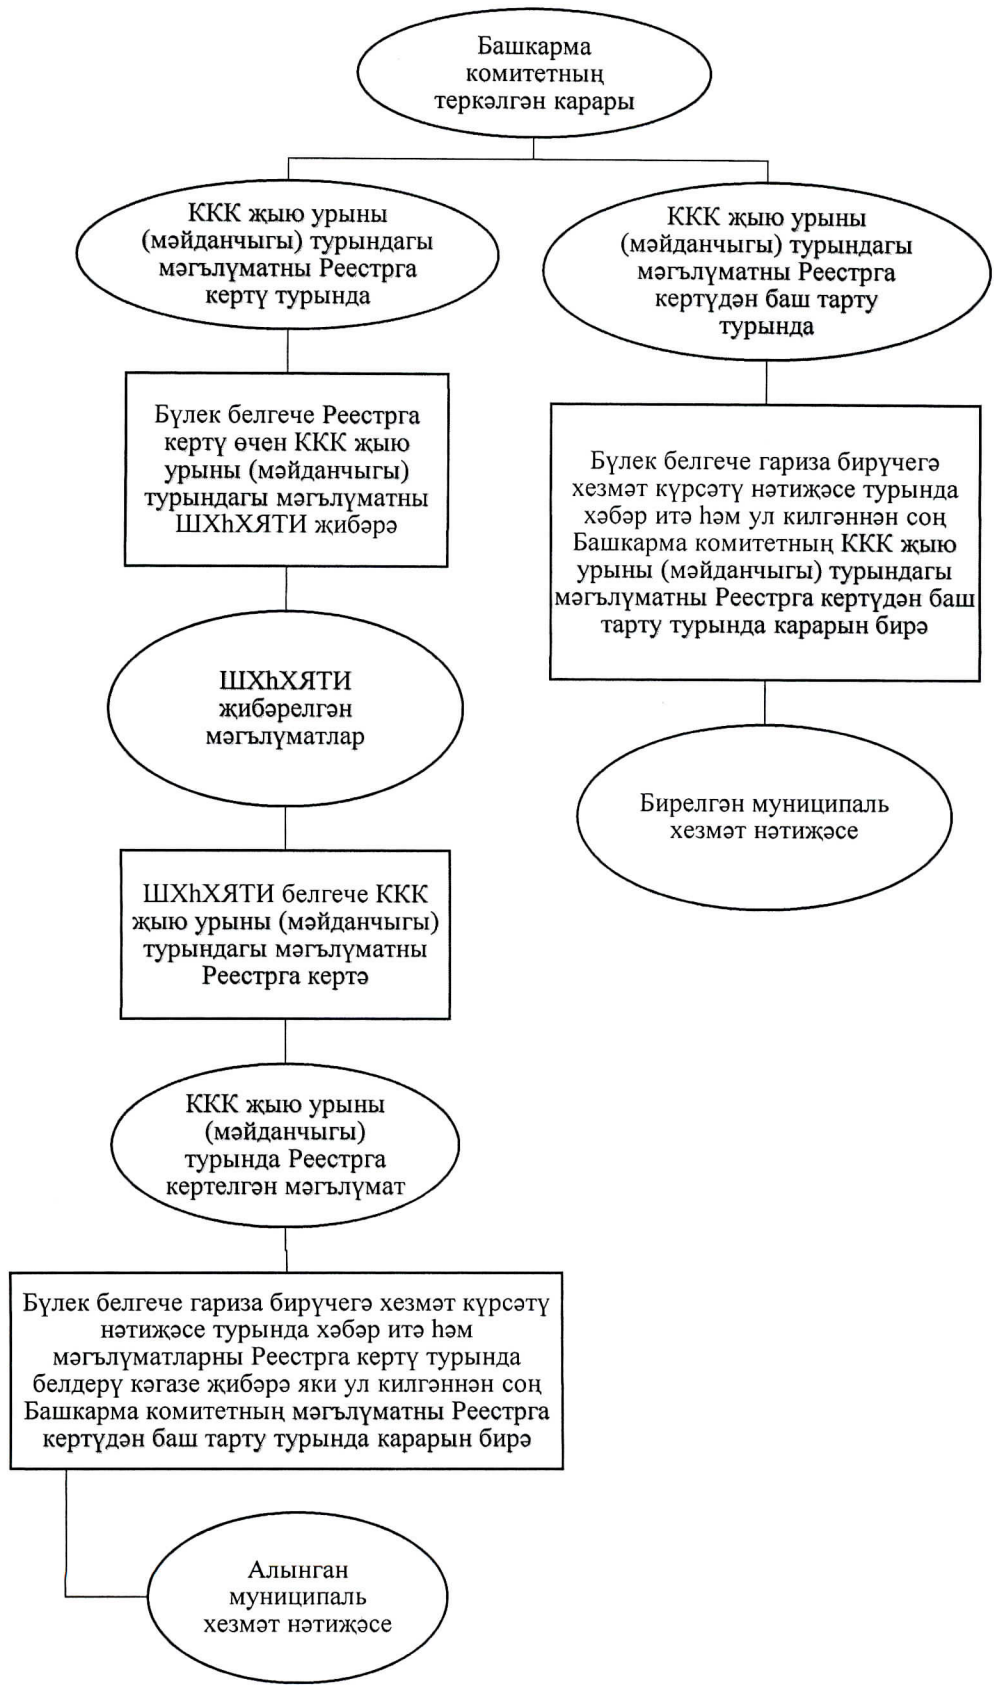 Башкарма
комитетның
теркәлгән карары
ККК җыю урыны
(мәйданчыгы) турындагы
мәгълүматны Реестрга
кертү турында
ККК җыю урыны
(мәйданчыгы) турындагы
мәгълүматны Реестрга
кертүдән баш тарту
турында
Бүлек белгече Реестрга
кертү өчен ККК җыю
урыны (мәйданчыгы)
турындагы мәгълүматны
ШХһХЯТИ җибәрә
Бүлек белгече гариза бирүчегә
хезмәт күрсәтү нәтиҗәсе турында
хәбәр итә һәм ул килгәннән соң
Башкарма комитетның ККК җыю
урыны (мәйданчыгы) турындагы
мәгълүматны Реестрга кертүдән баш
тарту турында карарын бирә
ШХһХЯТИ
җибәрелгән
мәгълүматлар
Бирелгән муниципаль
хезмәт нәтиҗәсе
ШХһХЯТИ белгече ККК
җыю урыны (мәйданчыгы)
турындагы мәгълүматны
Реестрга кертә
ККК җыю урыны
(мәйданчыгы)
турында Реестрга
кертелгән мәгълүмат
Бүлек белгече гариза бирүчегә хезмәт күрсәтү
нәтиҗәсе турында хәбәр итә һәм
мәгълүматларны Реестрга кертү турында
белдерү кәгазе җибәрә яки ул килгәннән соң
Башкарма комитетның мәгълүматны Реестрга
кертүдән баш тарту турында карарын бирә
Алынган
муниципаль
хезмәт нәтиҗәсе